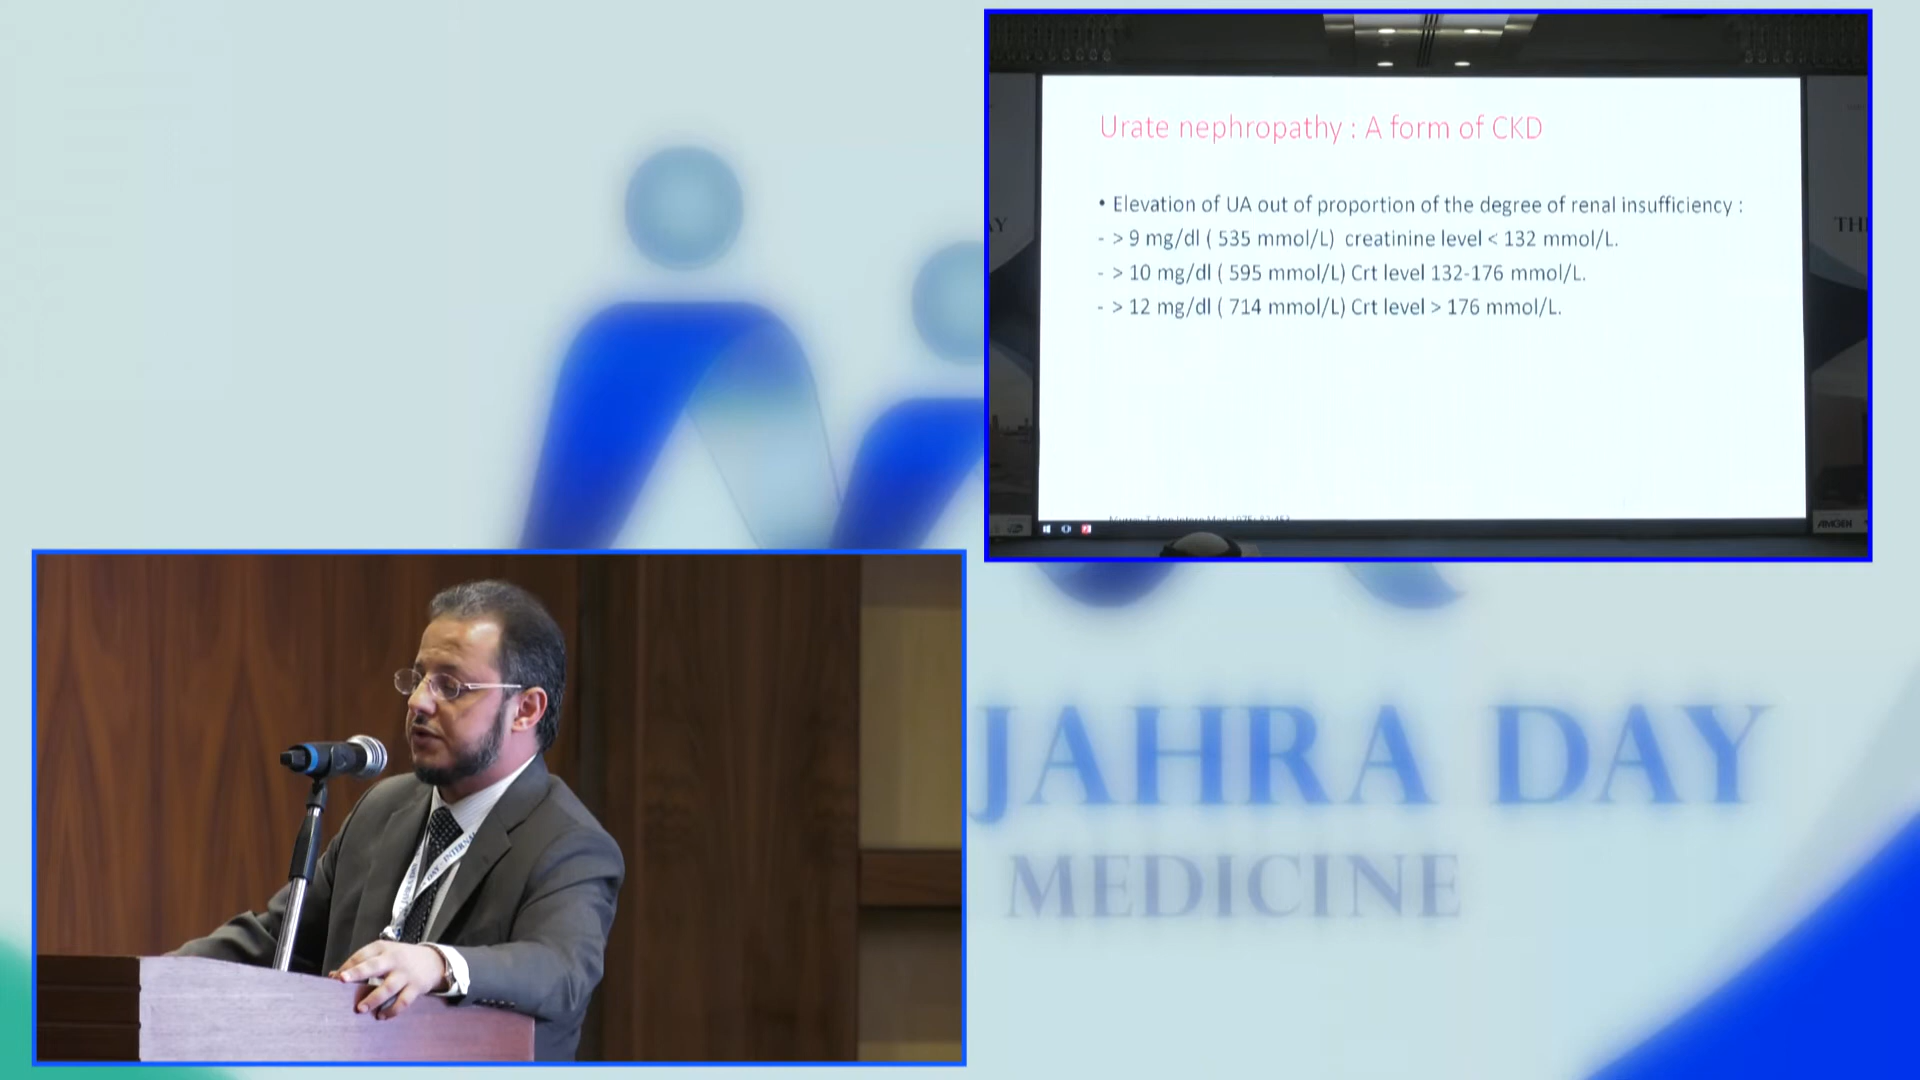 Urate nephropathy : A form of CKD
• Elevation of UA out of proportion of the degree of renal insufficiency :
- > 9 mg/dl ( 535 mmol/L) creatinine level < 132 mmol/L.
- > 10 mg/dl ( 595 mmol/L) Crt level 132-176 mmol/L.
- > 12 mg/dl ( 714 mmol/L) Crt level > 176 mmol/L.
AMGEN
TH
JAHRA DAY
MEDICINE